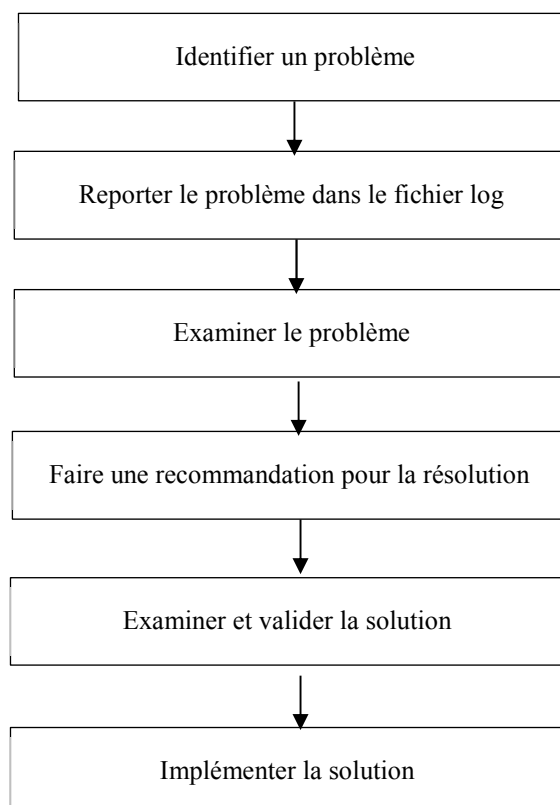 Identifier un problème
Reporter le problème dans le fichier log
Examiner le problème
Faire une recommandation pour la résolution
Examiner et valider la solution
Implémenter la solution